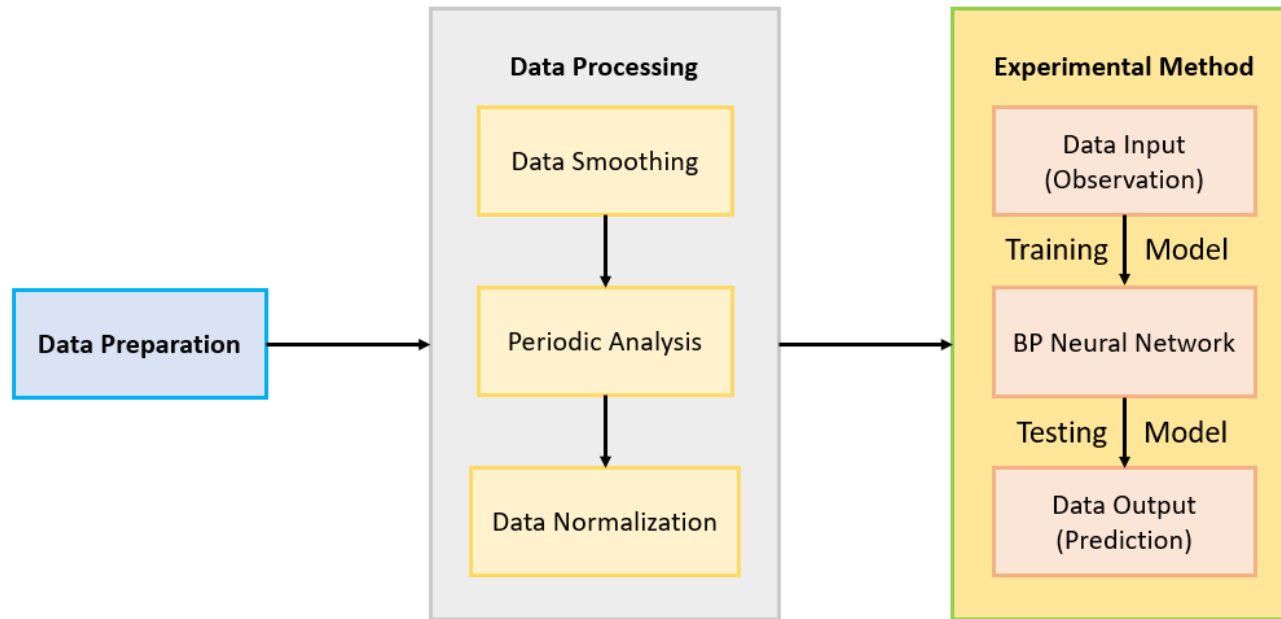 Data Preparation
Data Processing
Data Smoothing
Periodic Analysis
Data Normalization
Experimental Method
Data Input
(Observation)
Training Model
BP Neural Network
Testing Model
Data Output
(Prediction)